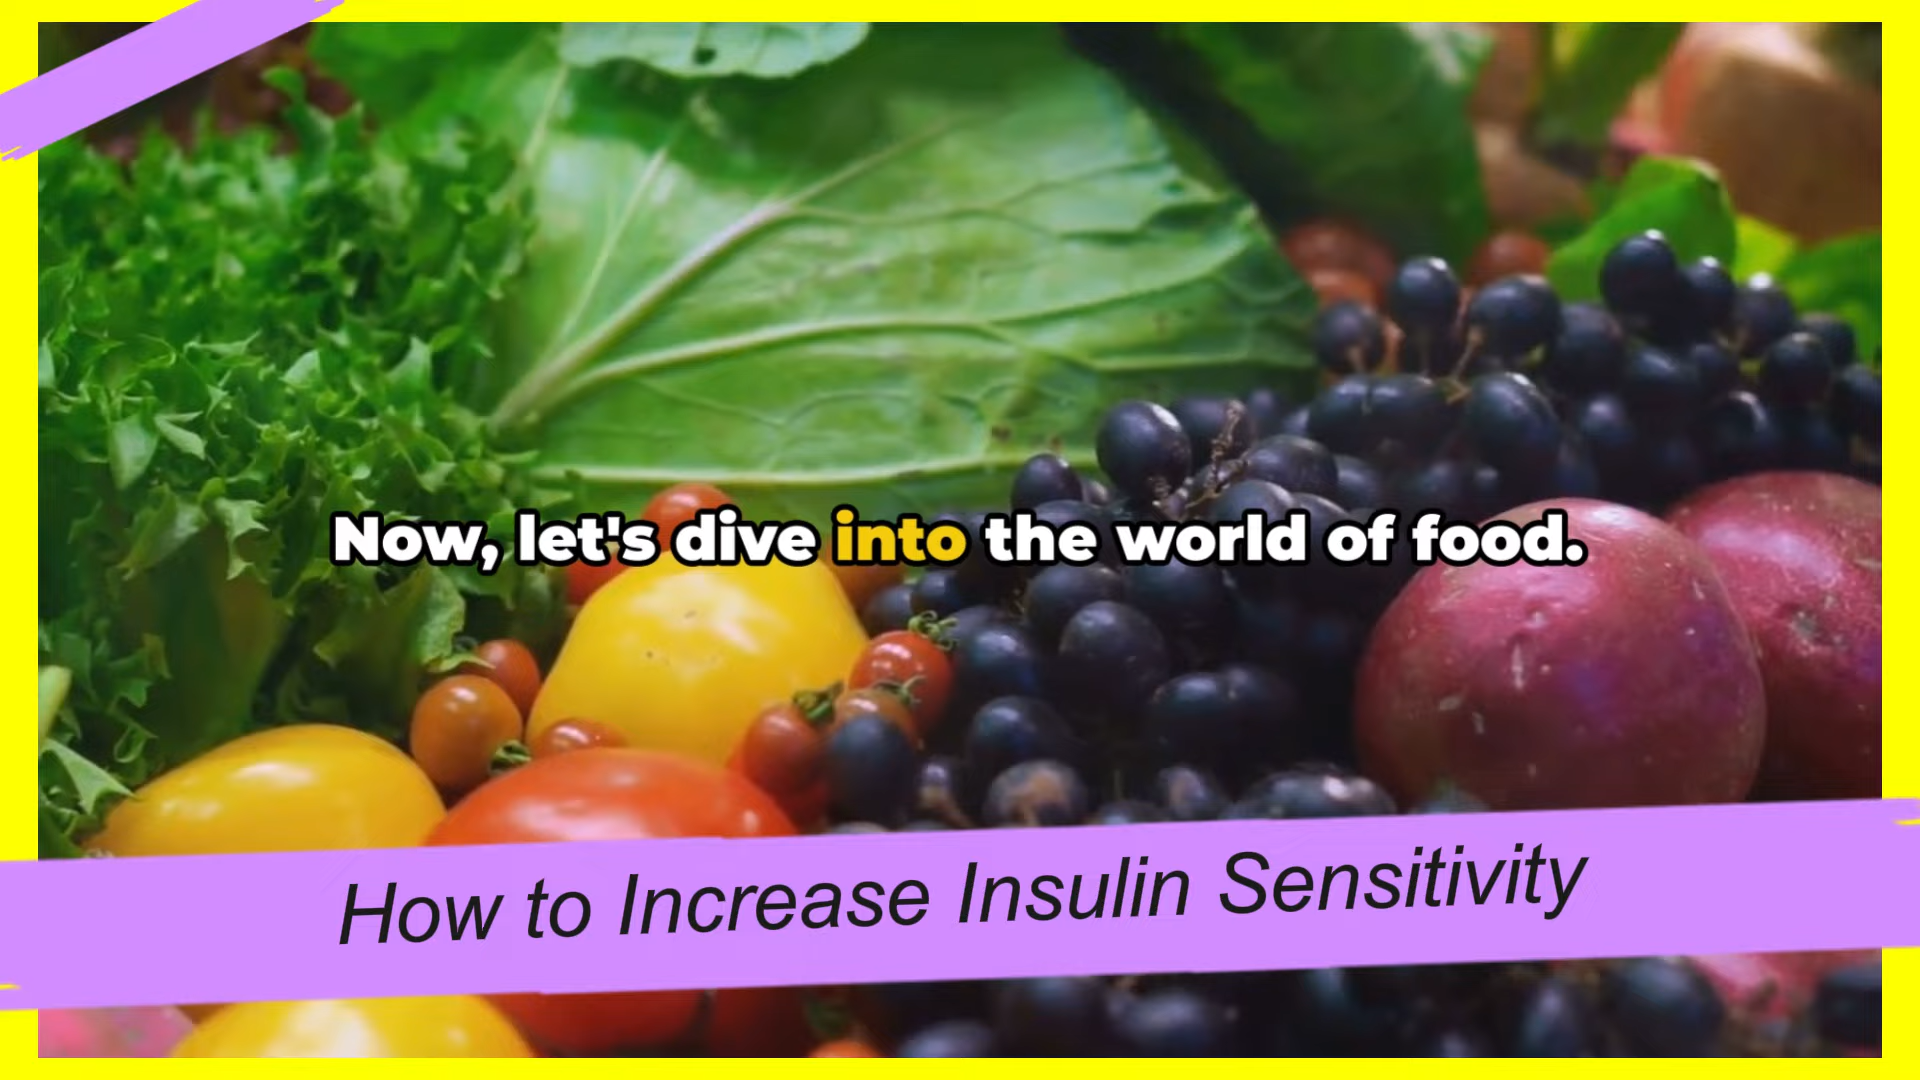 Now, let's dive into the world of food.
How to Increase Insulin Sensitivity